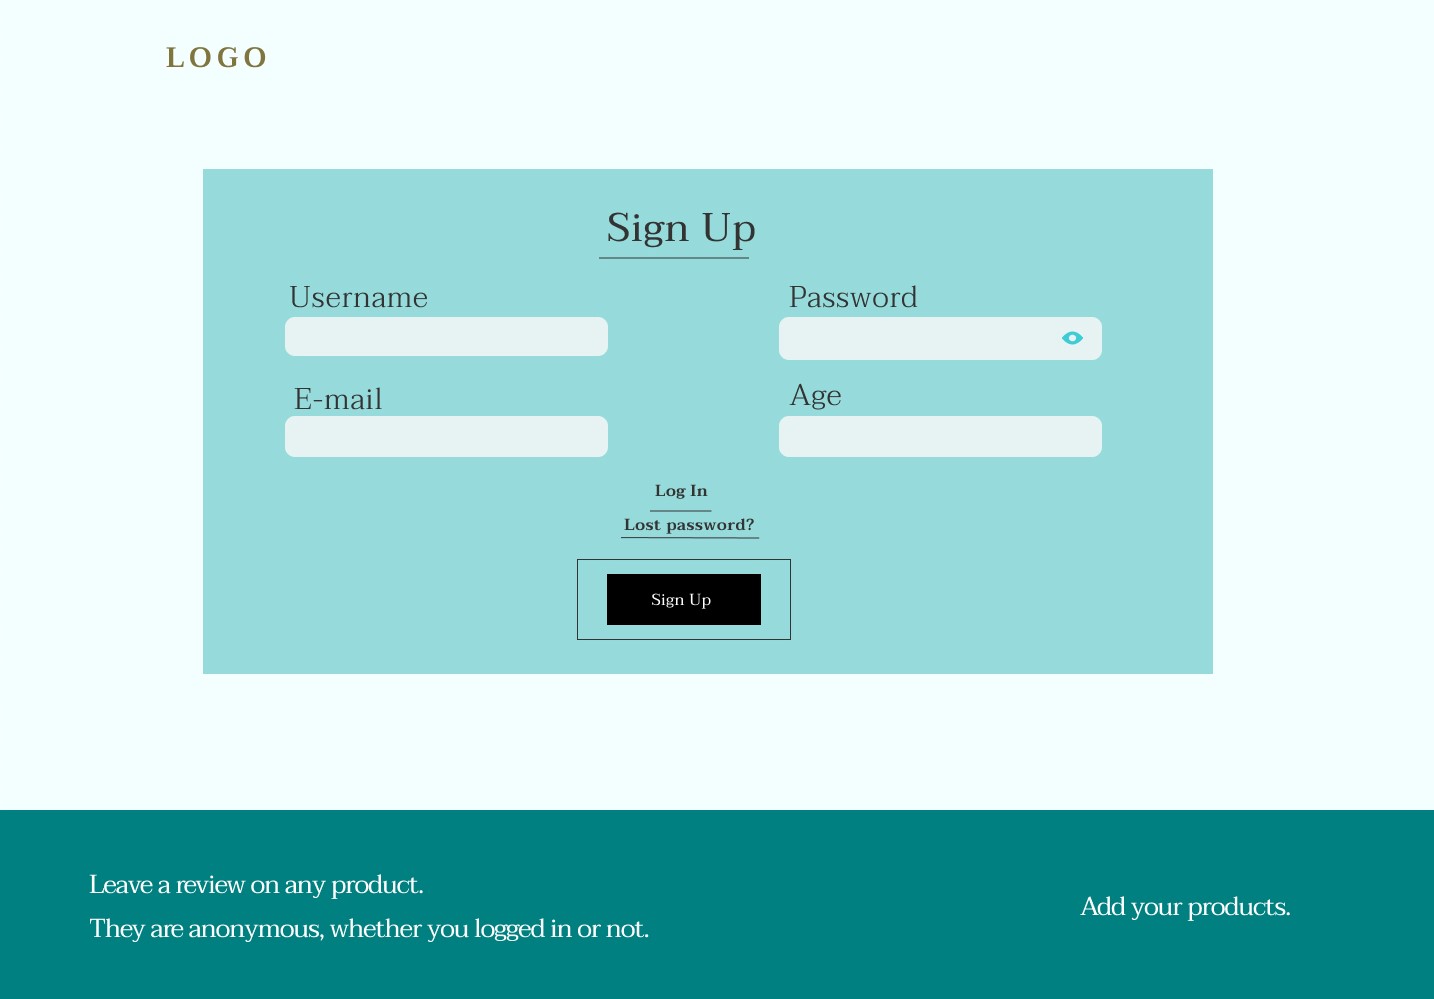 LOGO
Sign Up
Username
Password
E-mail
Age
Log In
Lost password?
Sign Up
Leave a review on any product.
They are anonymous, whether you logged in or not.
Add your products.